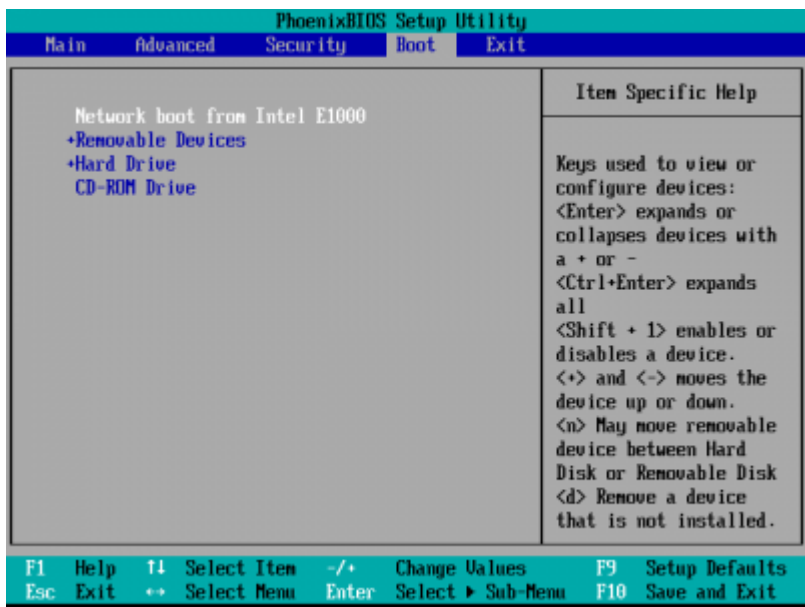 PhoenixBIOS Setup Utility
Main Advanced Security Boot Exit
Network boot from Intel E1000
+Removable Devices
+Hard Drive
CD-ROM Drive
Item Specific Help
Keys used to view or
configure devices:
<Enter> expands or
collapses devices with
a + or -
<Ctrl+Enter> expands
all
<Shift + 1> enables or
disables a device.
<+> and <-> moves the
device up or down.
<n> May move removable
device between Hard
Disk or Removable Disk
<d> Remove a device
that is not installed.
F1 Help ↑↓ Select Item -/+ Change Values F9 Setup Defaults
Esc Exit ↔ Select Menu Enter Select ▶ Sub-Menu F10 Save and Exit